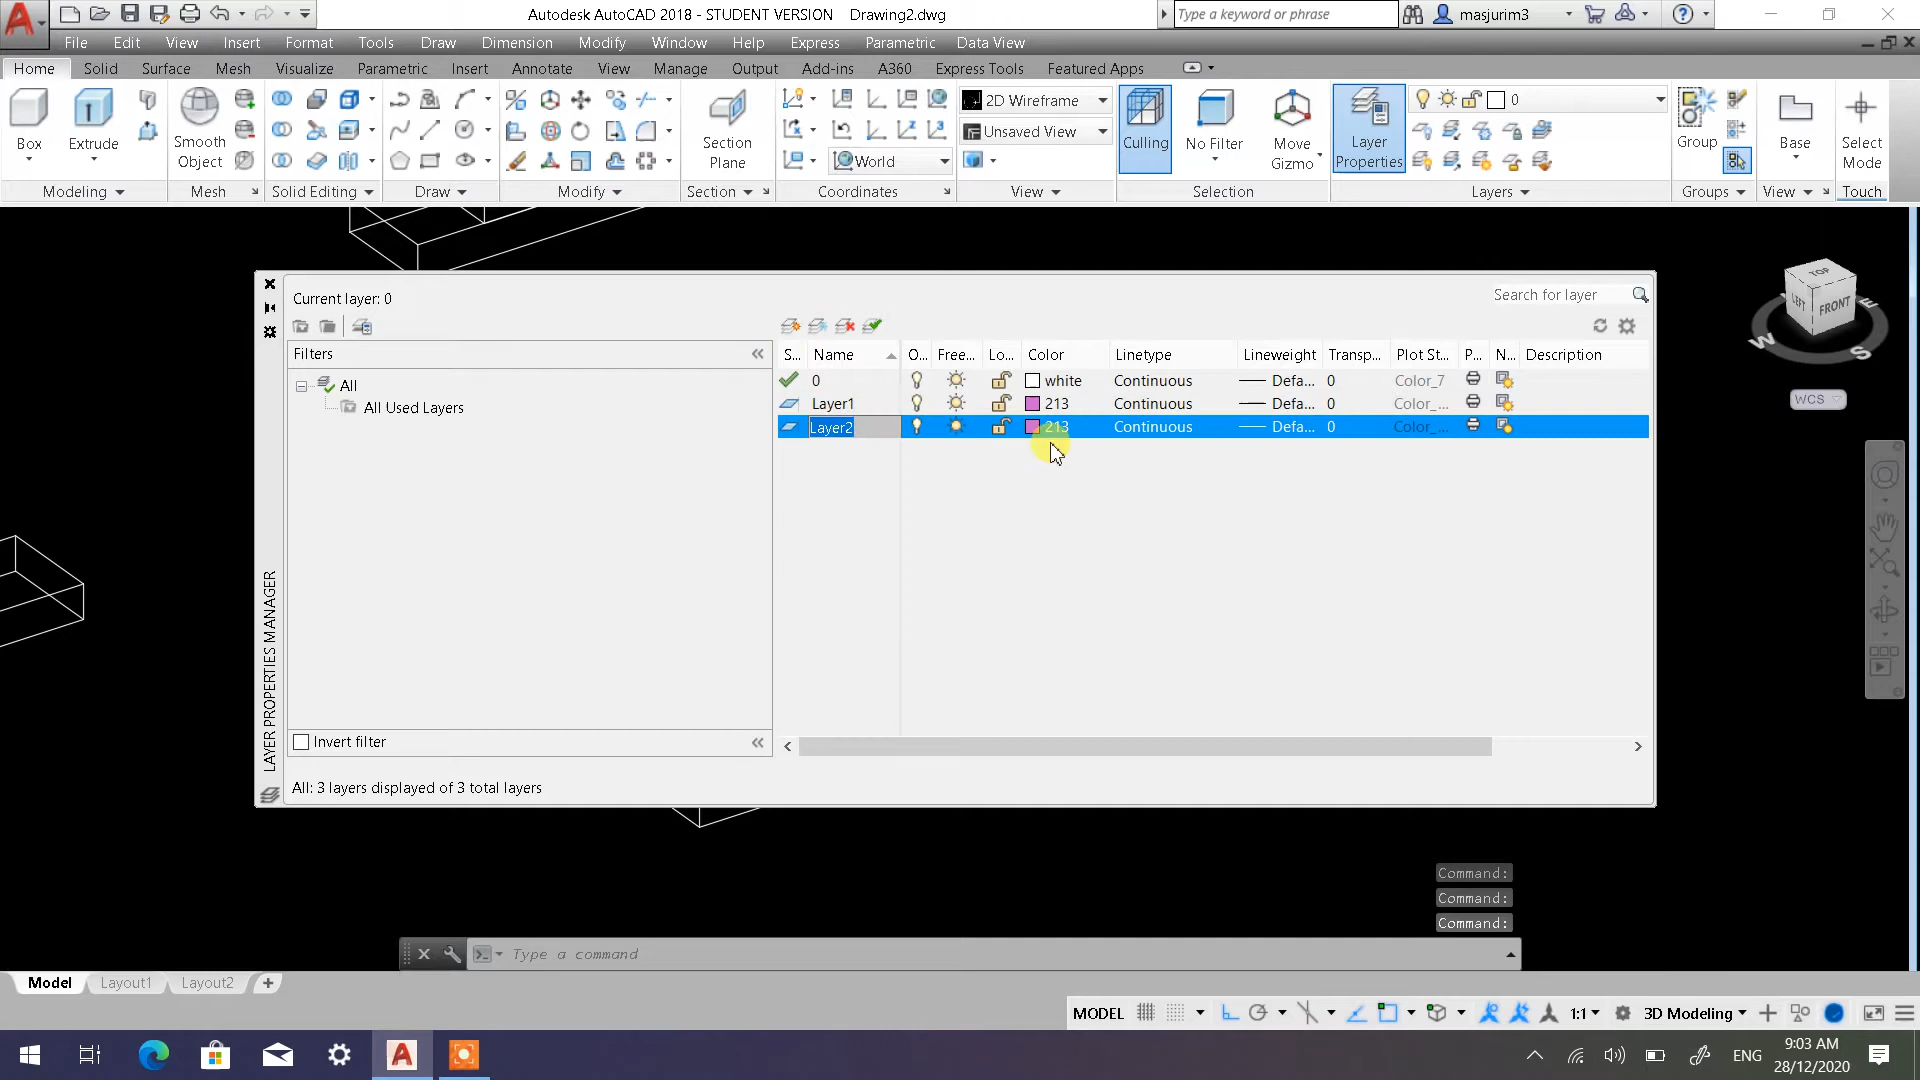 Autodesk AutoCAD 2018 - STUDENT VERSION Drawing2.dwg
Type a keyword or phrase
masjurim3
File Edit View Insert Format Tools Draw Dimension Modify Window Help Express Parametric Data View
Home Solid Surface Mesh Visualize Parametric Insert Annotate View Manage Output Add-ins A360 Express Tools Featured Apps
Box
Extrude
Smooth Object
Section Plane
World
2D Wireframe
Unsaved View
Culling
No Filter
Move Gizmo
Layer Properties
0
Group
Base
Select Mode
Modeling Mesh Solid Editing Draw Modify Section Coordinates View Selection Layers Groups View Touch
TOP
LEFT
FRONT
W
S
E
WCS
Current layer: 0
Search for layer
Filters
All
All Used Layers
S... Name O... Free... Lo... Color Linetype Lineweight Transp... Plot St... P... N... Description
0 white Continuous Defa... 0 Color_7
Layer1 213 Continuous Defa... 0 Color_...
Layer2 213 Continuous Defa... 0 Color_...
Invert filter
All: 3 layers displayed of 3 total layers
LAYER PROPERTIES MANAGER
Command:
Command:
Command:
Type a command
Model Layout1 Layout2
MODEL 1:1 3D Modeling
ENG
9:03 AM
28/12/2020